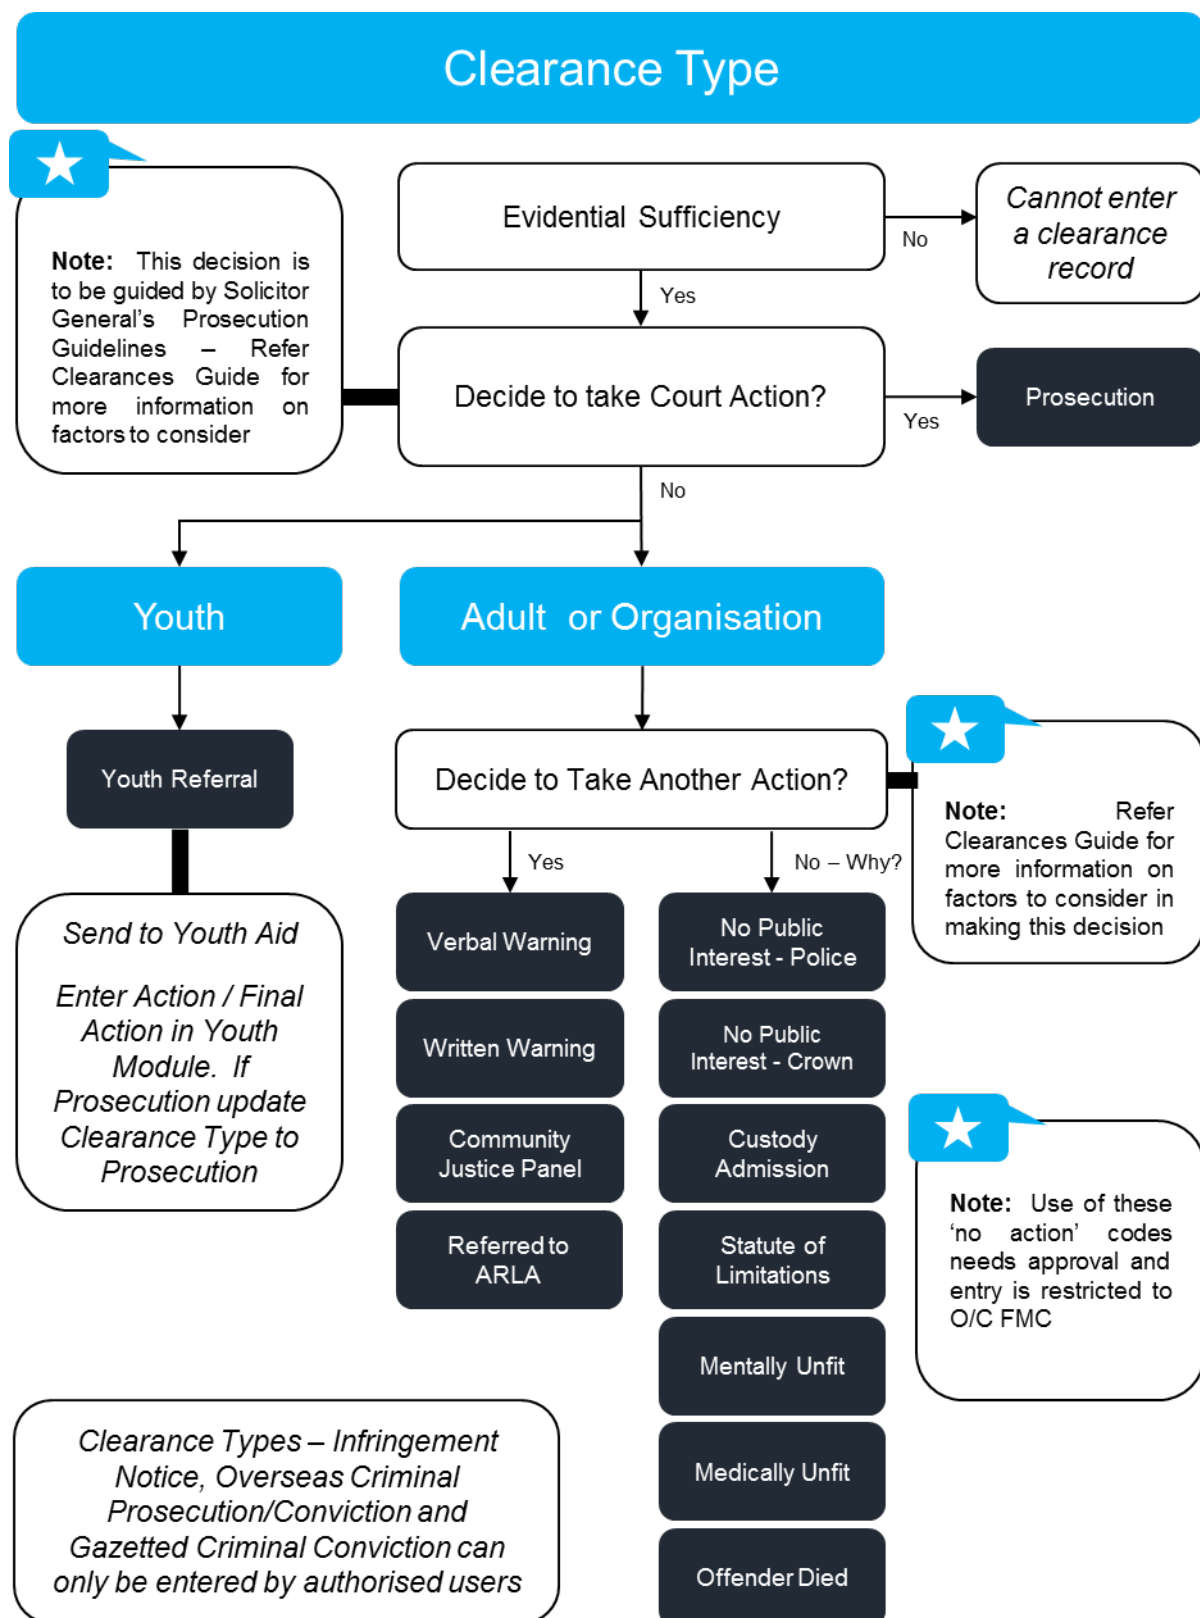 Clearance Type
Note: This decision is
to be guided by Solicitor
General's Prosecution
Guidelines – Refer
Clearances Guide for
more information on
factors to consider
Evidential Sufficiency
No
Cannot enter
a clearance
record
Yes
Decide to take Court Action?
Yes
Prosecution
No
Youth
Adult or Organisation
Youth Referral
Decide to Take Another Action?
Note: Refer
Clearances Guide for
more information on
factors to consider in
making this decision
Yes
No – Why?
Send to Youth Aid
Enter Action / Final
Action in Youth
Module. If
Prosecution update
Clearance Type to
Prosecution
Verbal Warning
Written Warning
Community
Justice Panel
Referred to
ARLA
No Public
Interest - Police
No Public
Interest - Crown
Custody
Admission
Statute of
Limitations
Mentally Unfit
Medically Unfit
Offender Died
Note: Use of these
'no action' codes
needs approval and
entry is restricted to
O/C FMC
Clearance Types – Infringement
Notice, Overseas Criminal
Prosecution/Conviction and
Gazetted Criminal Conviction can
only be entered by authorised users